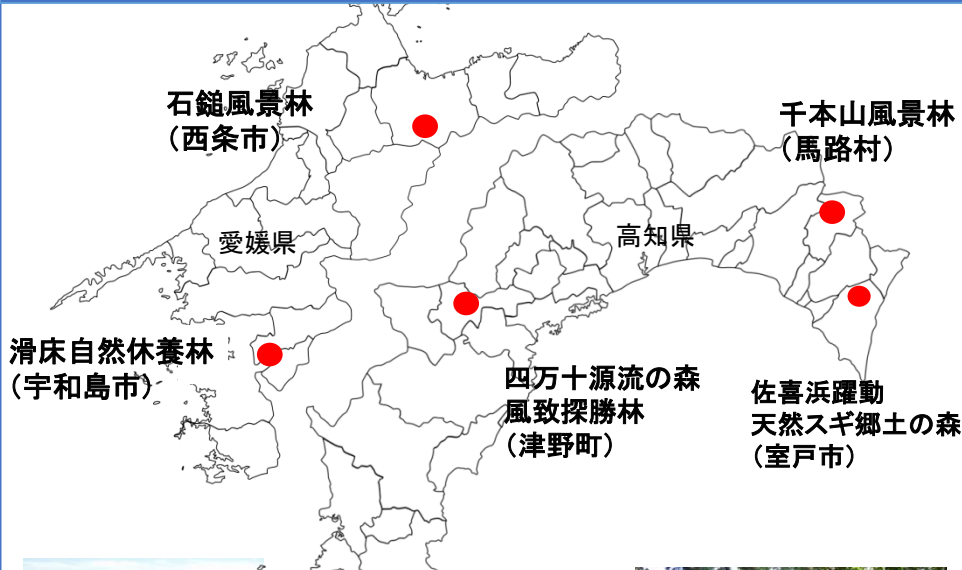 石鎚風景林
（西条市）
千本山風景林
（馬路村）
愛媛県
高知県
滑床自然休養林
（宇和島市）
四万十源流の森
風致探勝林
（津野町）
佐喜浜躍動
天然スギ郷土の森
（室戸市）